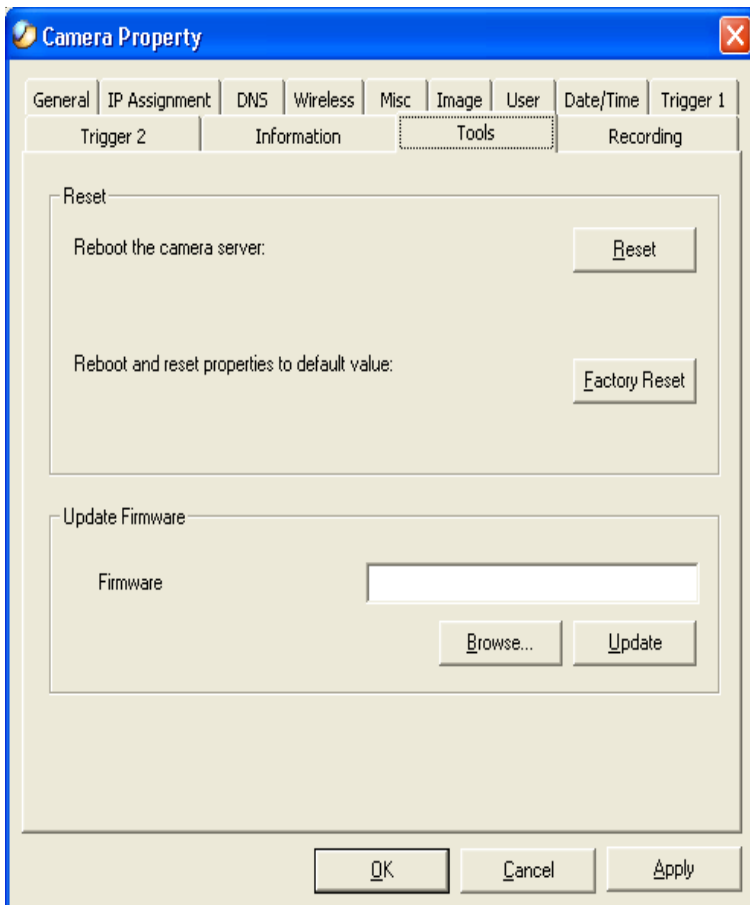 Camera Property
General IP Assignment DNS Wireless Misc Image User Date/Time Trigger 1
Trigger 2 Information Tools Recording
Reset
Reboot the camera server: Reset
Reboot and reset properties to default value: Factory Reset
Update Firmware
Firmware
Browse... Update
OK Cancel Apply